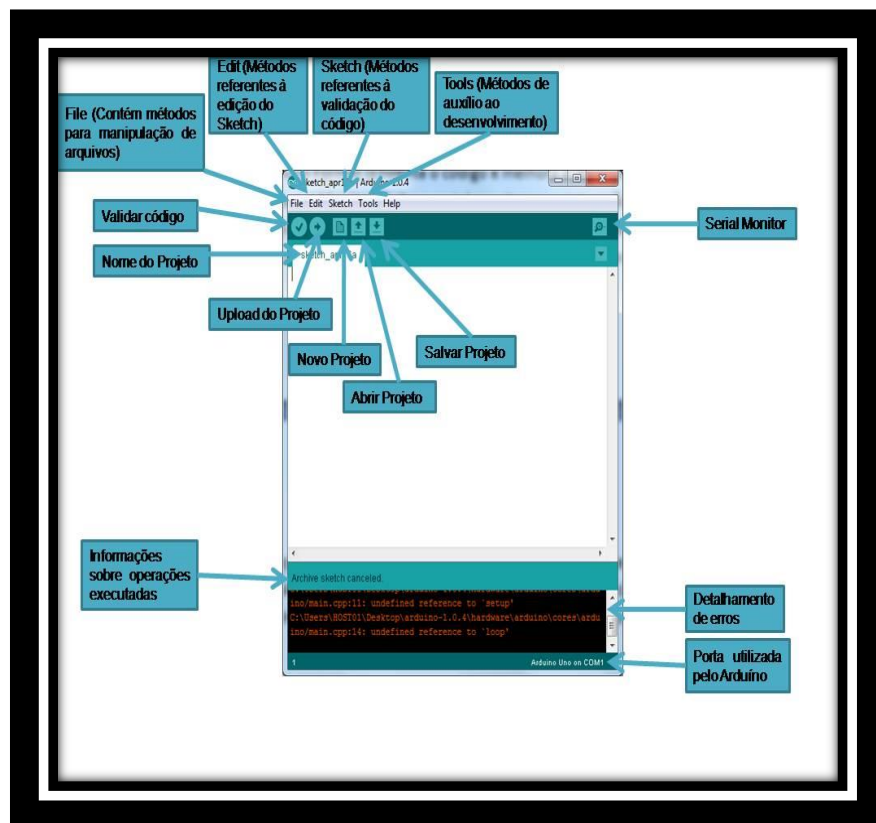 Edit (Métodos
referentes à
edição do
Sketch)
Sketch (Métodos
referentes à
validação do
código)
Tools (Métodos de
auxílio ao
desenvolvimento)
File (Contém métodos
para manipulação de
arquivos)
Arduino 1.0.4
File Edit Sketch Tools Help
Validar código
Serial Monitor
Nome do Projeto
Upload do Projeto
Novo Projeto
Salvar Projeto
Abrir Projeto
Informações
sobre operações
executadas
Archive sketch canceled.
ino/main.cpp:11: undefined reference to `setup'
C:\Users\HOST01\Desktop\arduino-1.0.4\hardware\arduino\cores\ardu
ino/main.cpp:14: undefined reference to `loop'
Detalhamento
de erros
1
Arduino Uno on COM1
Porta utilizada
pelo Arduíno